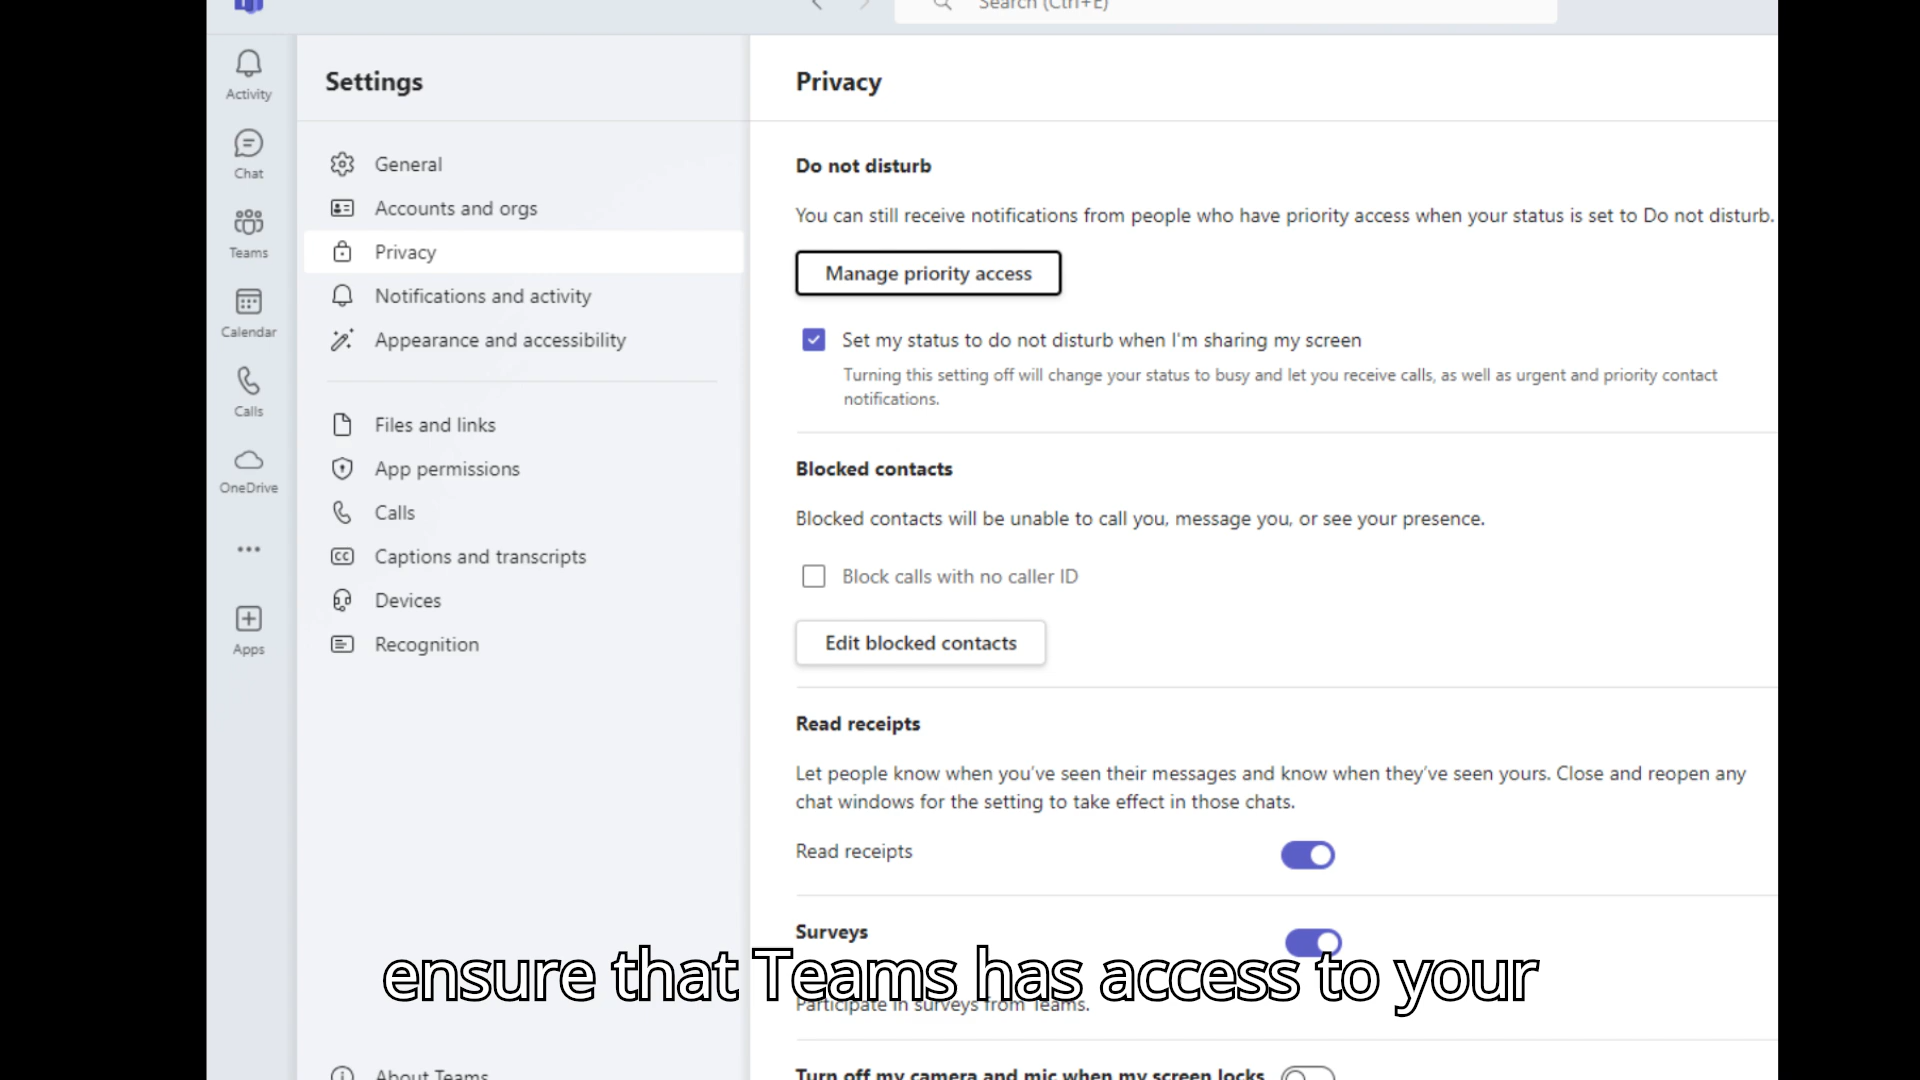 Search (Ctrl+E)
Activity
Chat
Teams
Calendar
Calls
OneDrive
Apps
Settings
General
Accounts and orgs
Privacy
Notifications and activity
Appearance and accessibility
Files and links
App permissions
Calls
Captions and transcripts
Devices
Recognition
About Teams
Privacy
Do not disturb
You can still receive notifications from people who have priority access when your status is set to Do not disturb.
Manage priority access
Set my status to do not disturb when I'm sharing my screen
Turning this setting off will change your status to busy and let you receive calls, as well as urgent and priority contact
notifications.
Blocked contacts
Blocked contacts will be unable to call you, message you, or see your presence.
Block calls with no caller ID
Edit blocked contacts
Read receipts
Let people know when you've seen their messages and know when they've seen yours. Close and reopen any
chat windows for the setting to take effect in those chats.
Read receipts
Surveys
Participate in surveys from Teams.
Turn off my camera and mic when my screen locks
ensure that Teams has access to your